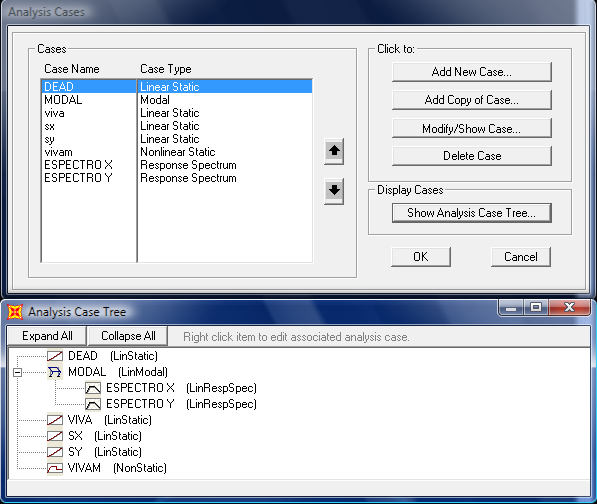 Analysis Cases
Cases
Click to:
Case Name Case Type
DEAD Linear Static
MODAL Modal
viva Linear Static
sx Linear Static
sy Linear Static
vivam Nonlinear Static
ESPECTRO X Response Spectrum
ESPECTRO Y Response Spectrum
Add New Case...
Add Copy of Case...
Modify/Show Case...
Delete Case
Display Cases
Show Analysis Case Tree...
OK Cancel
Analysis Case Tree
Expand All Collapse All Right click item to edit associated analysis case.
DEAD (LinStatic)
MODAL (LinModal)
ESPECTRO X (LinRespSpec)
ESPECTRO Y (LinRespSpec)
VIVA (LinStatic)
SX (LinStatic)
SY (LinStatic)
VIVAM (NonStatic)